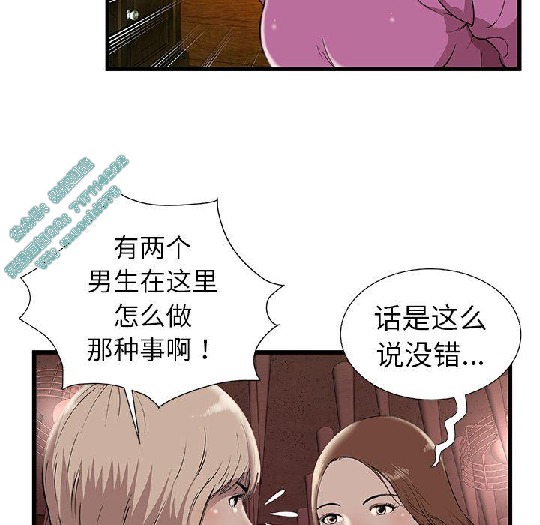 有两个
男生在这里
怎么做
那种事啊！
话是这么
说没错...